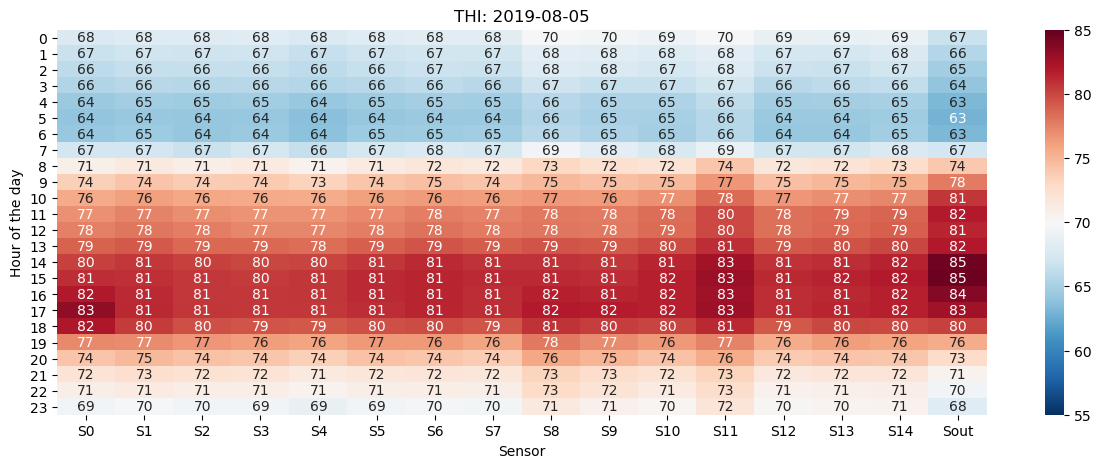 THI: 2019-08-05
0 68 68 68 68 68 68 68 68 70 70 69 70 69 69 69 67
1 67 67 67 67 67 67 67 67 68 68 68 68 67 67 68 66
2 66 66 66 66 66 66 67 67 68 68 67 68 67 67 67 65
3 66 66 66 66 66 66 66 66 67 66 67 67 66 66 66 64
4 64 65 65 65 64 65 65 65 66 65 65 66 65 65 65 63
5 64 64 64 64 64 64 64 64 66 65 65 66 64 64 65 63
6 64 65 64 64 64 65 65 65 66 65 65 66 64 64 65 63
7 67 67 67 67 66 67 68 67 69 68 68 69 67 67 68 67
8 71 71 71 71 71 71 72 72 73 72 72 74 72 72 73 74
9 74 74 74 74 73 74 75 74 75 75 75 77 75 75 75 78
10 76 76 76 76 76 76 76 76 77 76 77 78 76 77 77 81
11 77 77 77 77 77 77 78 77 78 78 78 80 78 79 79 82
12 78 78 78 77 77 78 78 78 78 78 79 80 78 79 79 81
13 79 79 79 79 78 79 79 79 79 79 80 81 79 80 80 82
14 80 81 80 80 80 81 81 81 81 81 81 83 81 81 82 85
15 81 81 81 80 81 81 81 81 81 81 82 83 81 82 82 85
16 82 81 81 81 81 81 81 81 82 81 81 83 81 81 82 84
17 83 81 81 81 81 81 81 81 82 82 82 83 81 81 82 83
18 82 80 80 79 79 80 80 79 81 80 80 81 79 80 80 80
19 77 77 77 76 76 77 76 76 78 77 76 77 76 76 76 76
20 74 75 74 74 74 74 74 74 76 75 74 76 74 74 74 73
21 72 73 72 72 71 72 72 72 73 73 72 73 72 72 72 71
22 71 71 71 71 71 71 71 71 73 72 71 73 71 71 71 70
23 69 70 70 69 69 69 70 70 71 71 70 72 70 70 71 68
S0 S1 S2 S3 S4 S5 S6 S7 S8 S9 S10 S11 S12 S13 S14 Sout
Sensor
Hour of the day
85
80
75
70
65
60
55